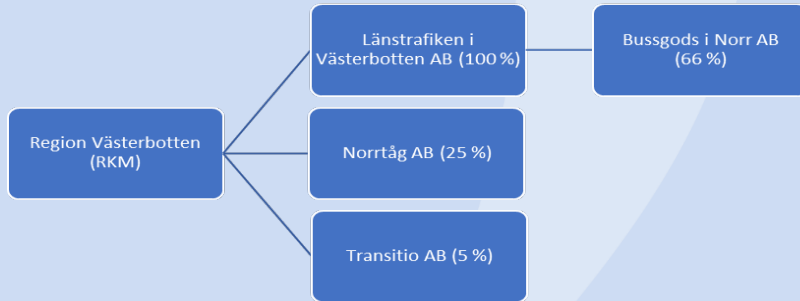 Region Västerbotten
(RKM)
Länstrafiken i
Västerbotten AB (100 %)
Bussgods i Norr AB
(66 %)
Norrtåg AB (25 %)
Transitio AB (5 %)